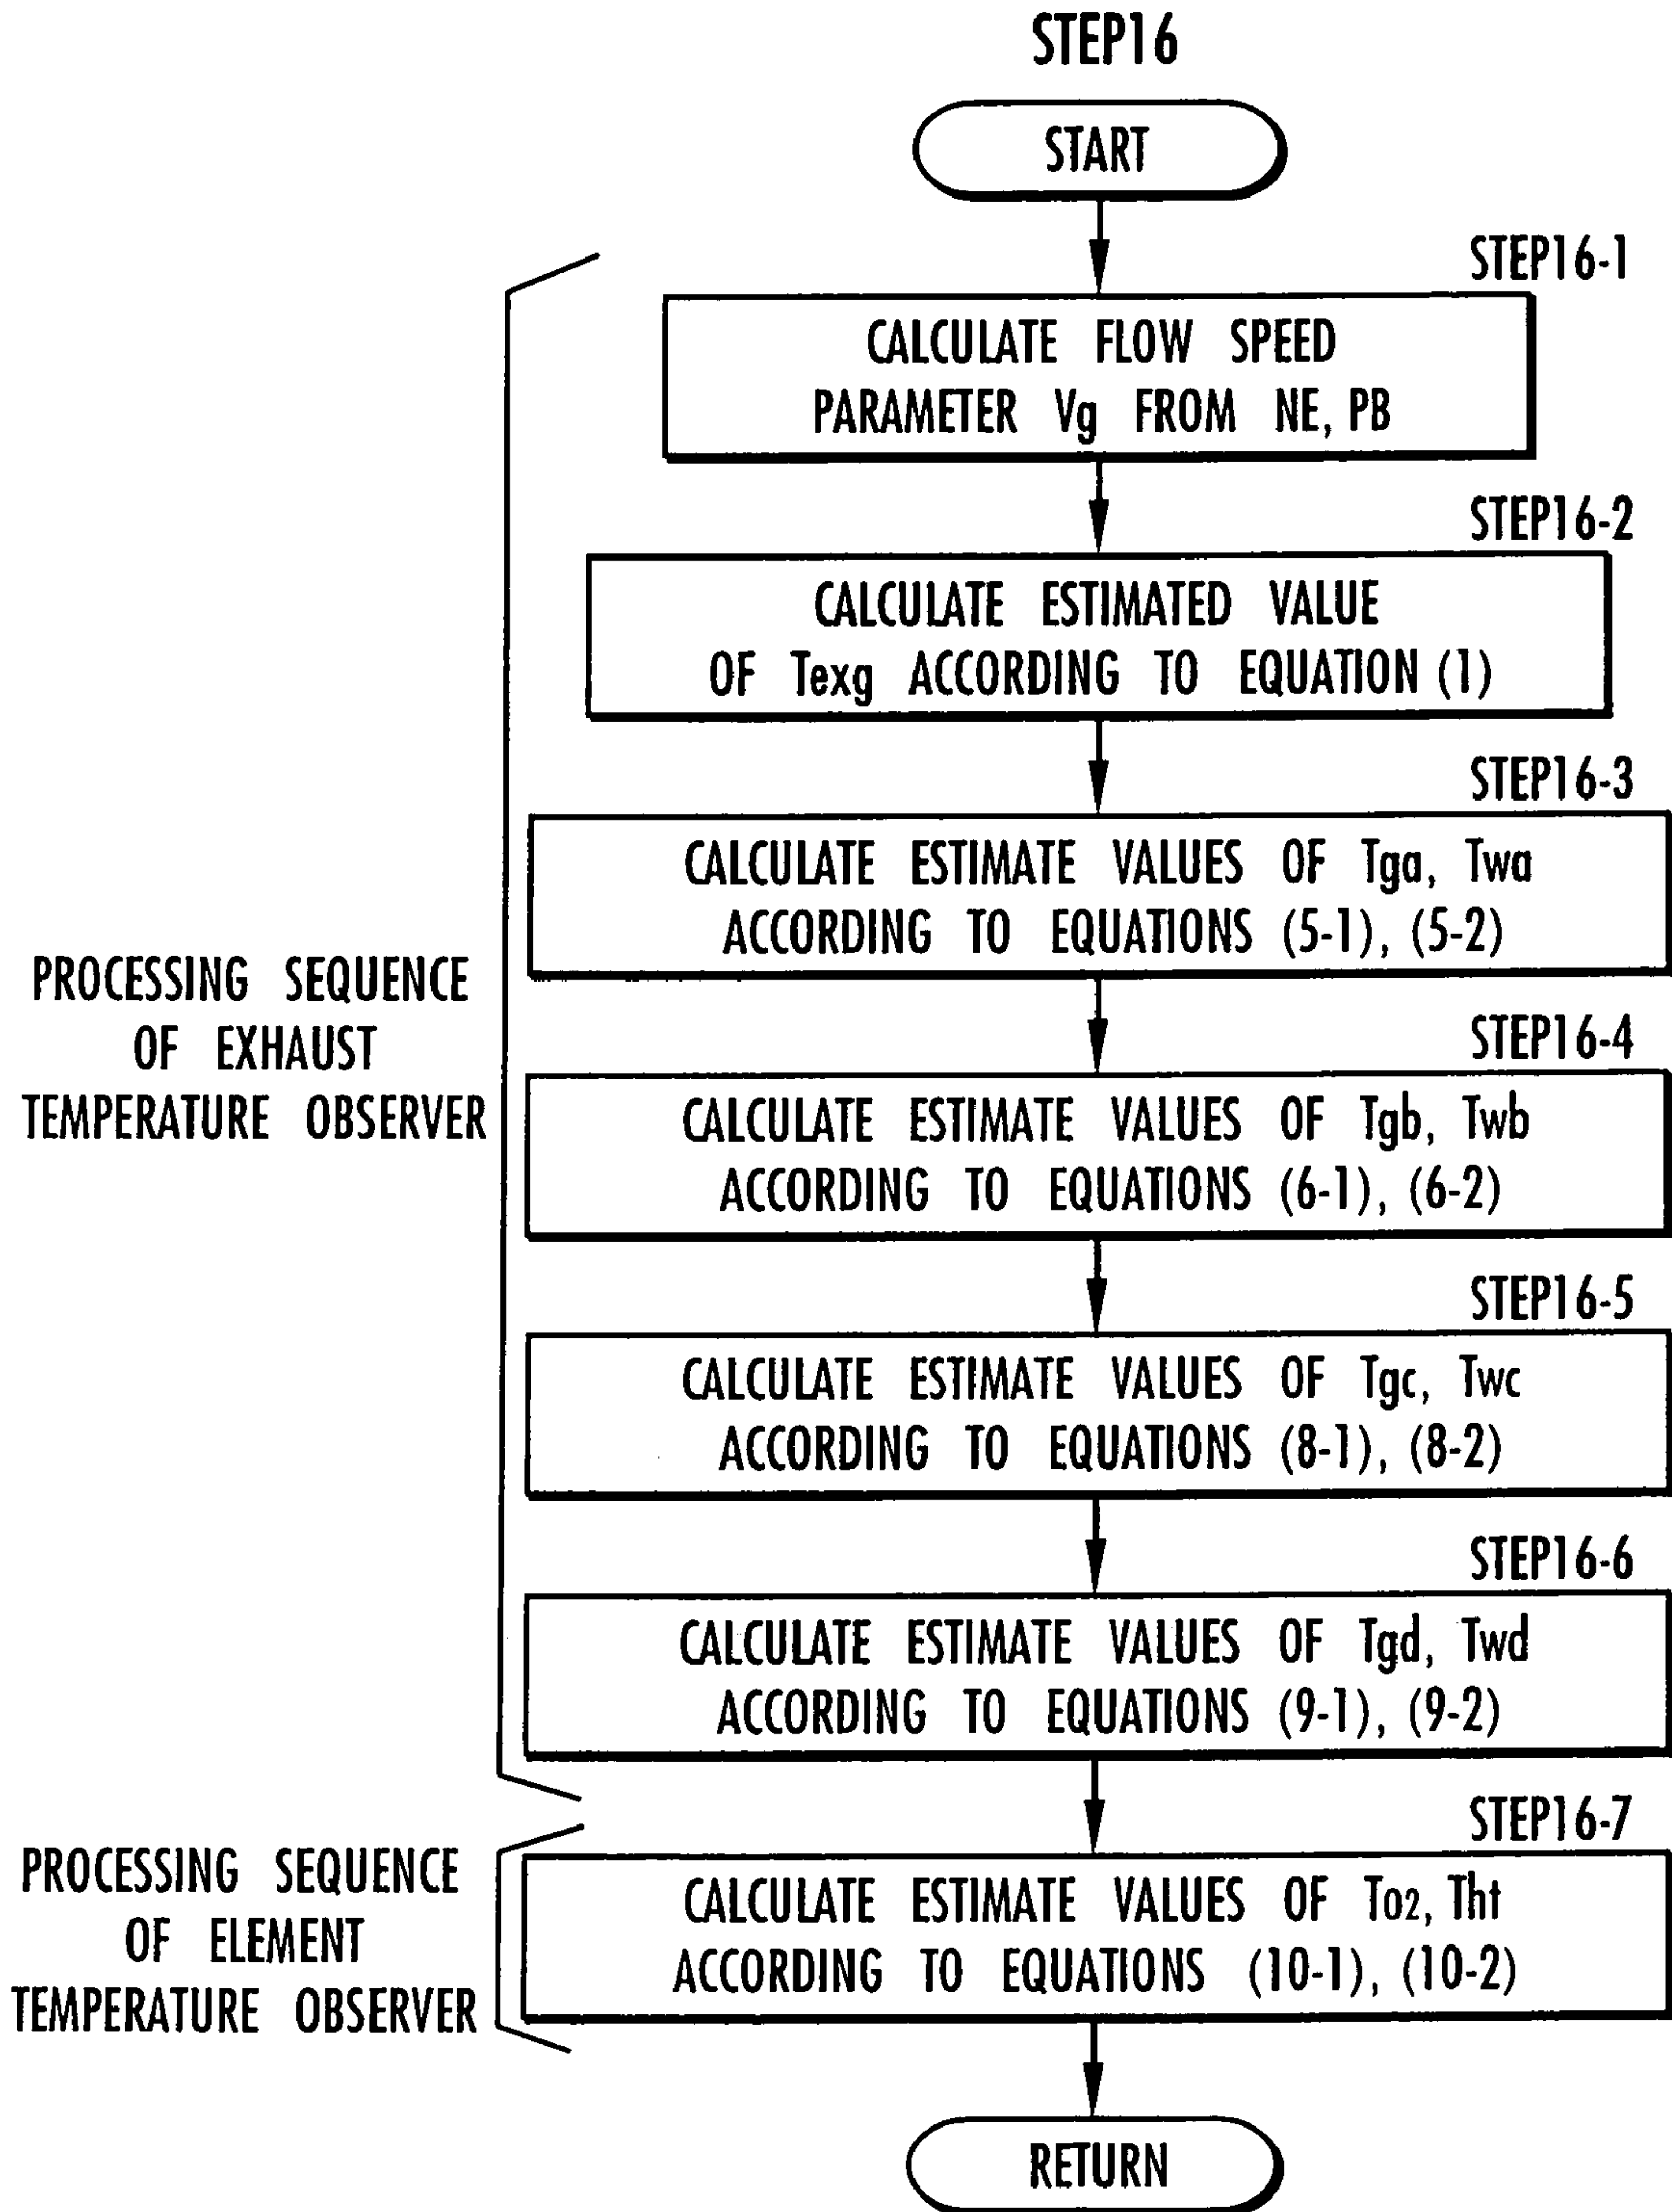 STEP16
START
STEP16-1
CALCULATE FLOW SPEED
PARAMETER Vg FROM NE, PB
STEP16-2
CALCULATE ESTIMATED VALUE
OF Texg ACCORDING TO EQUATION (1)
STEP16-3
CALCULATE ESTIMATE VALUES OF Tga, Twa
ACCORDING TO EQUATIONS (5-1), (5-2)
PROCESSING SEQUENCE
OF EXHAUST
TEMPERATURE OBSERVER
STEP16-4
CALCULATE ESTIMATE VALUES OF Tgb, Twb
ACCORDING TO EQUATIONS (6-1), (6-2)
STEP16-5
CALCULATE ESTIMATE VALUES OF Tgc, Twc
ACCORDING TO EQUATIONS (8-1), (8-2)
STEP16-6
CALCULATE ESTIMATE VALUES OF Tgd, Twd
ACCORDING TO EQUATIONS (9-1), (9-2)
PROCESSING SEQUENCE
OF ELEMENT
TEMPERATURE OBSERVER
STEP16-7
CALCULATE ESTIMATE VALUES OF To2, Tht
ACCORDING TO EQUATIONS (10-1), (10-2)
RETURN